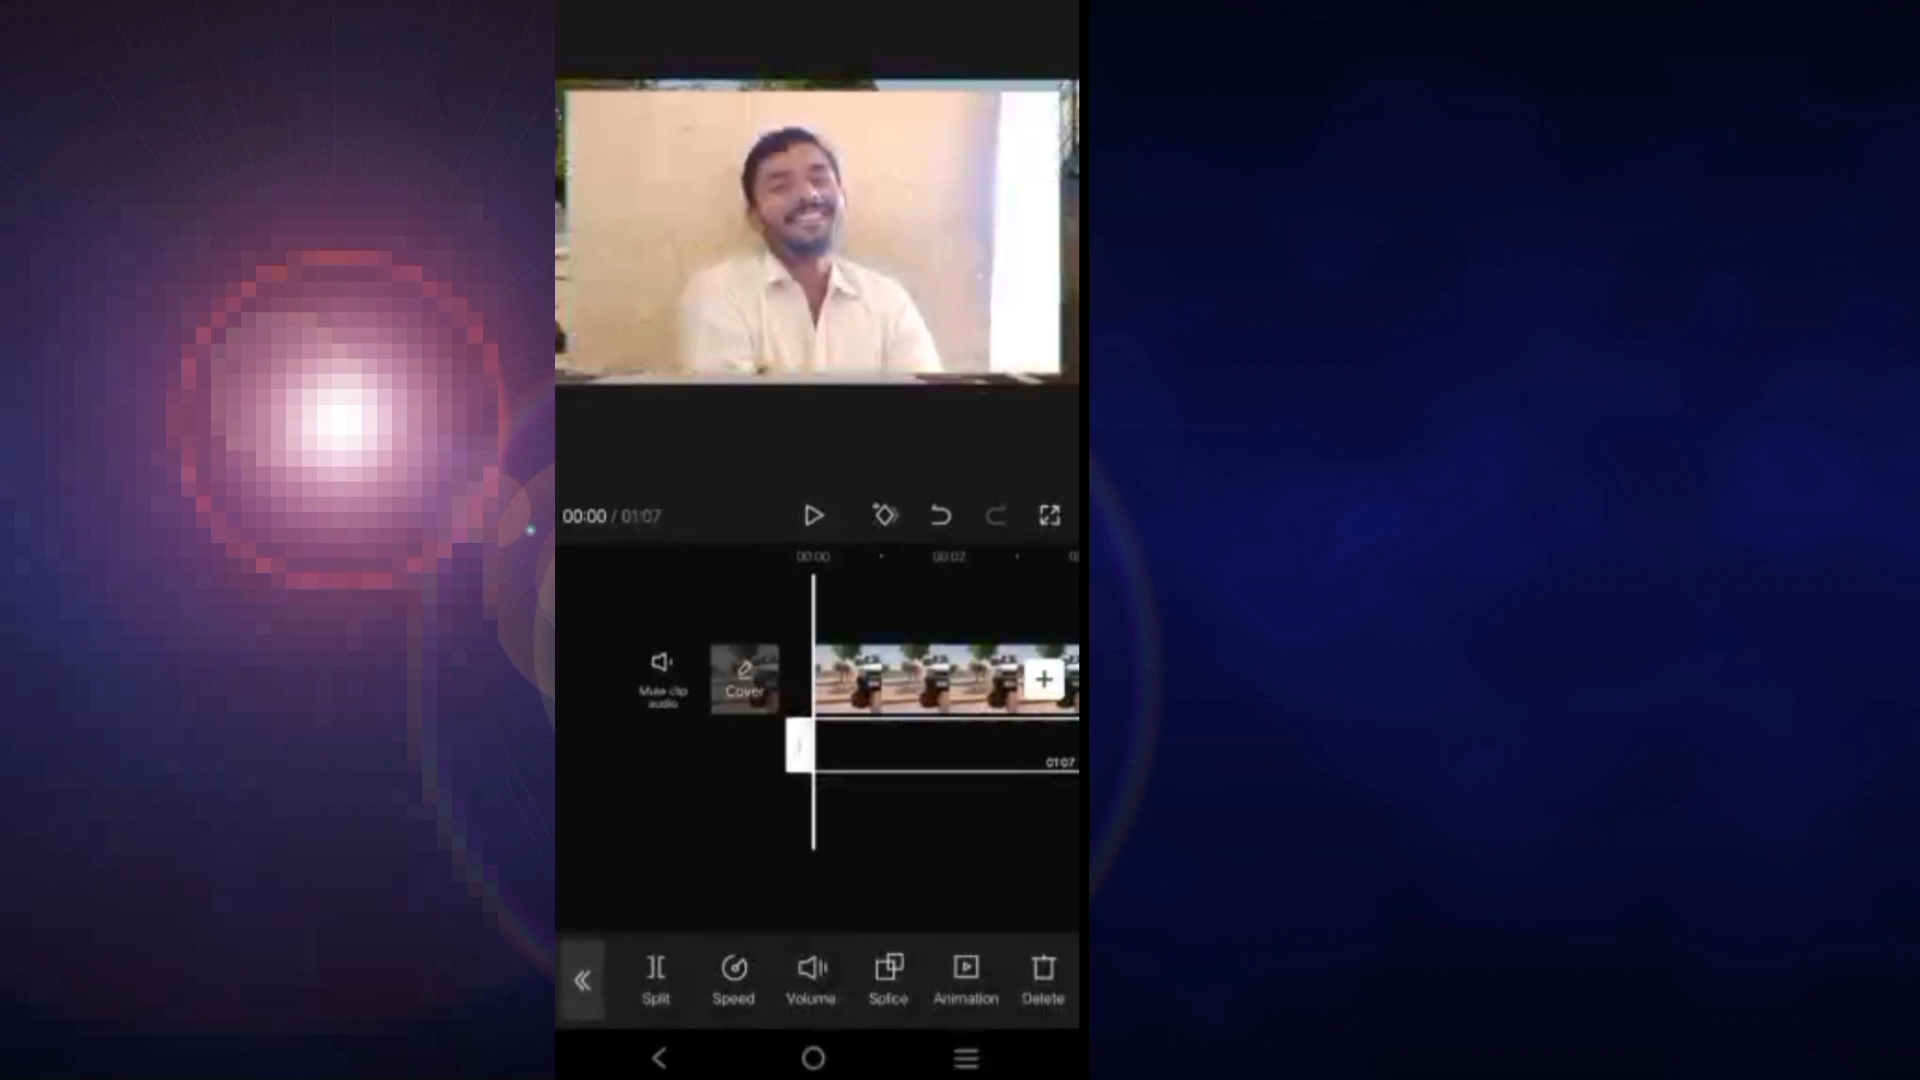 00:00 / 01:07
00:00 00:02
Mute clip
audio
Cover
01:07
Split Speed Volume Splice Animation Delete